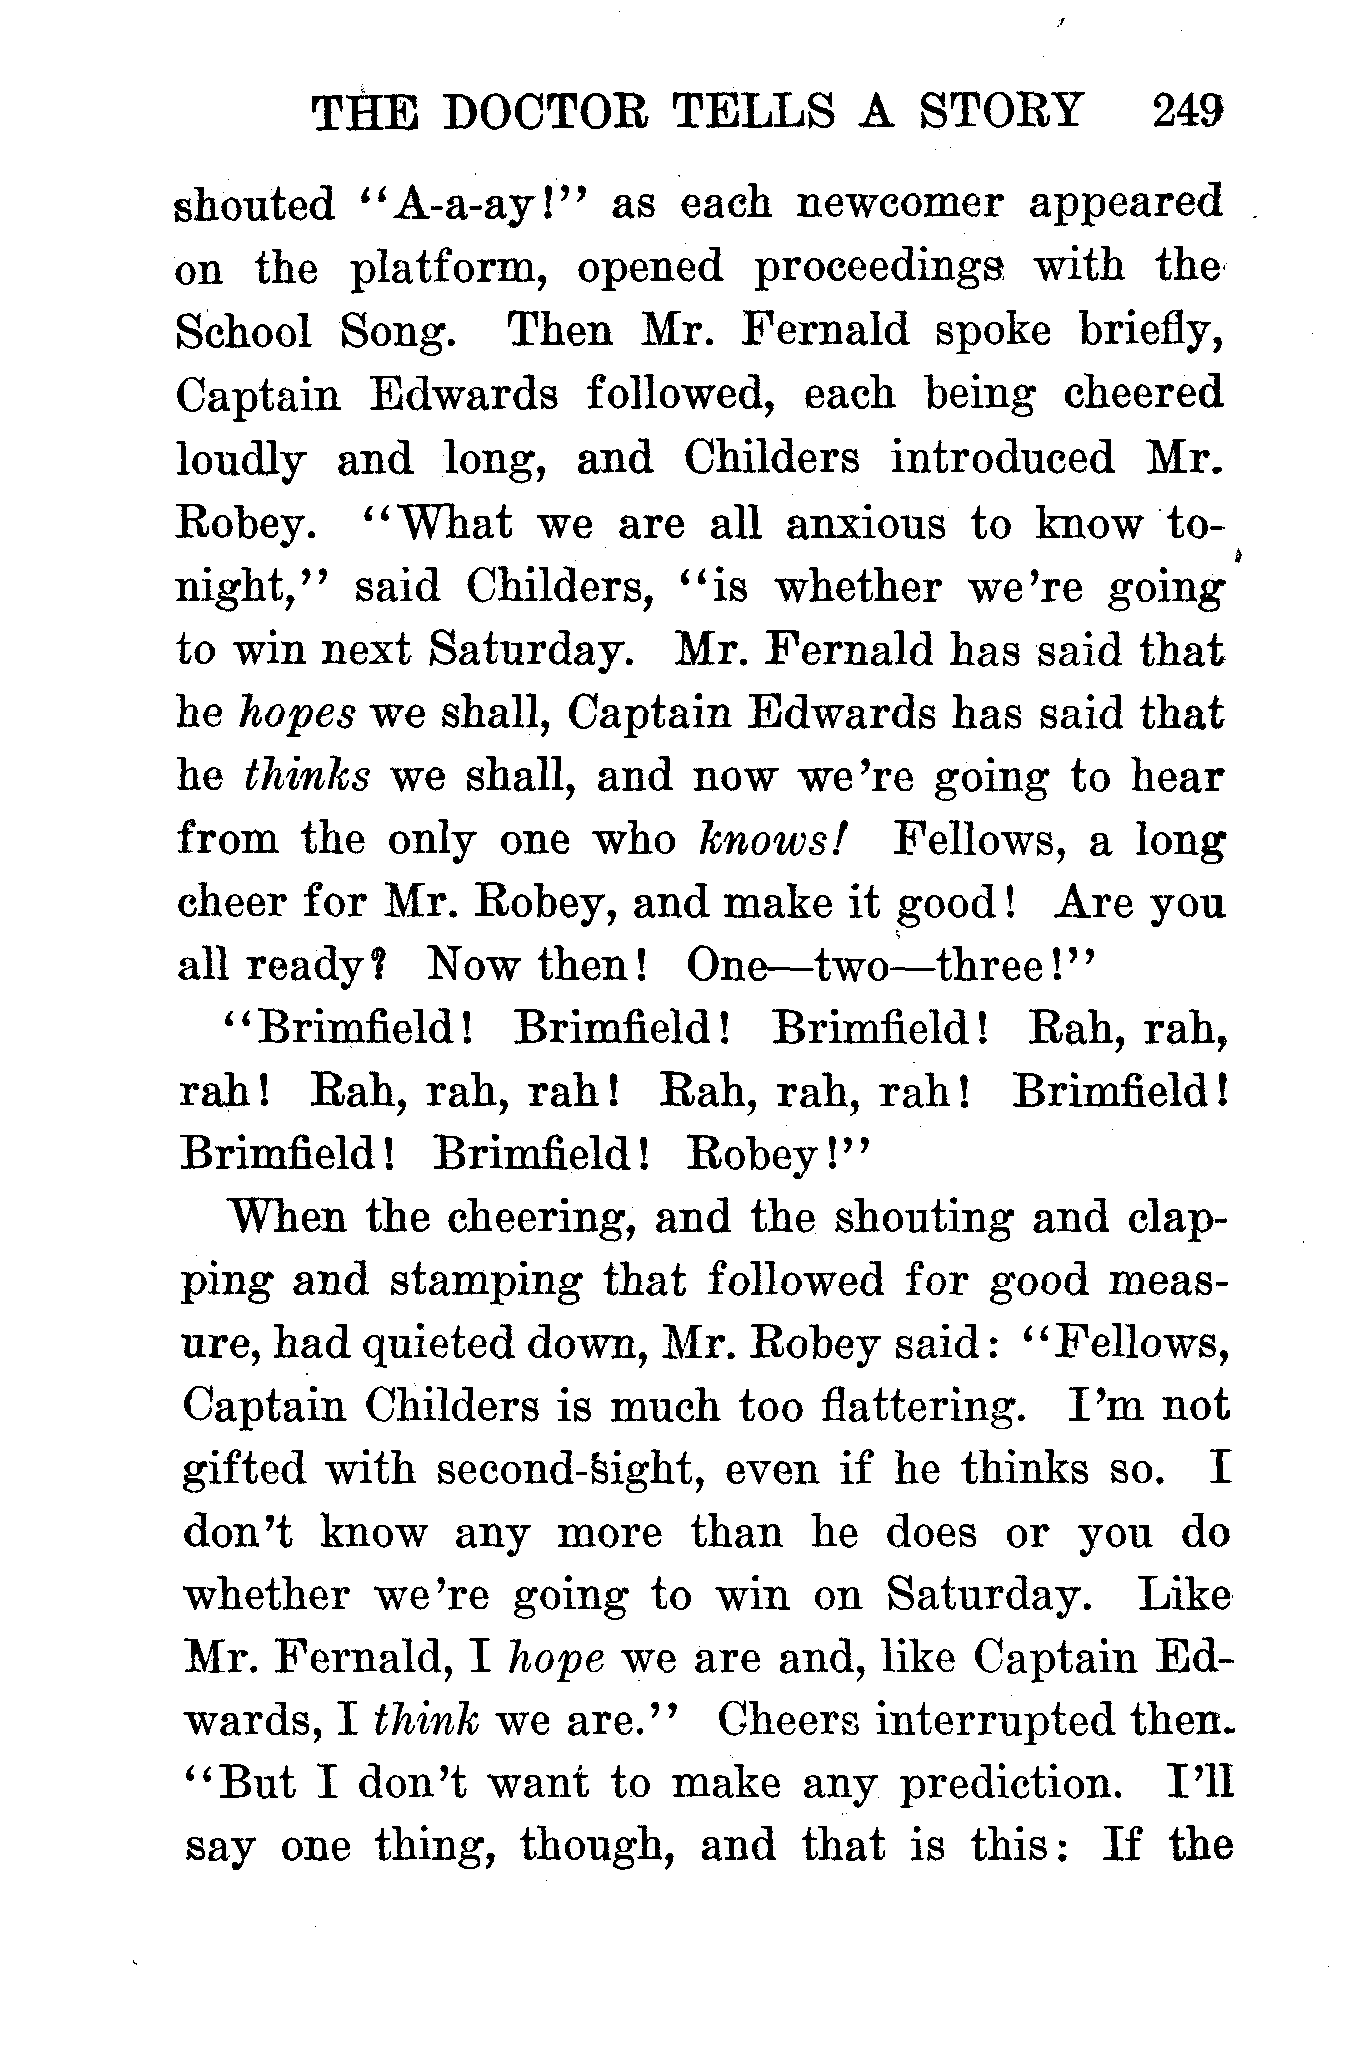 THE DOCTOR TELLS A STORY 249
shouted "A-a-ay!" as each newcomer appeared
on the platform, opened proceedings with the
School Song. Then Mr. Fernald spoke briefly,
Captain Edwards followed, each being cheered
loudly and long, and Childers introduced Mr.
Robey. "What we are all anxious to know to-
night," said Childers, "is whether we're going
to win next Saturday. Mr. Fernald has said that
he hopes we shall, Captain Edwards has said that
he thinks we shall, and now we're going to hear
from the only one who knows! Fellows, a long
cheer for Mr. Robey, and make it good! Are you
all ready? Now then! One—two—three!"
"Brimfield! Brimfield! Brimfield! Rah, rah,
rah! Rah, rah, rah! Rah, rah, rah! Brimfield!
Brimfield! Brimfield! Robey!"
When the cheering, and the shouting and clap-
ping and stamping that followed for good meas-
ure, had quieted down, Mr. Robey said: "Fellows,
Captain Childers is much too flattering. I'm not
gifted with second-sight, even if he thinks so. I
don't know any more than he does or you do
whether we're going to win on Saturday. Like
Mr. Fernald, I hope we are and, like Captain Ed-
wards, I think we are." Cheers interrupted then.
"But I don't want to make any prediction. I'll
say one thing, though, and that is this: If the